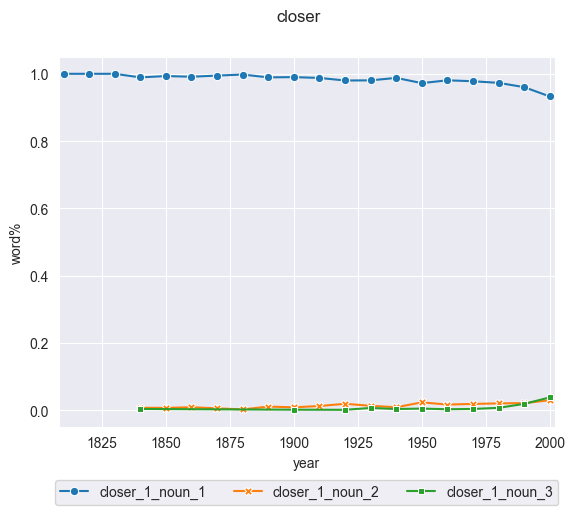 closer
1.0
0.8
0.6
0.4
0.2
0.0
word%
1825 1850 1875 1900 1925 1950 1975 2000
year
closer_1_noun_1 closer_1_noun_2 closer_1_noun_3